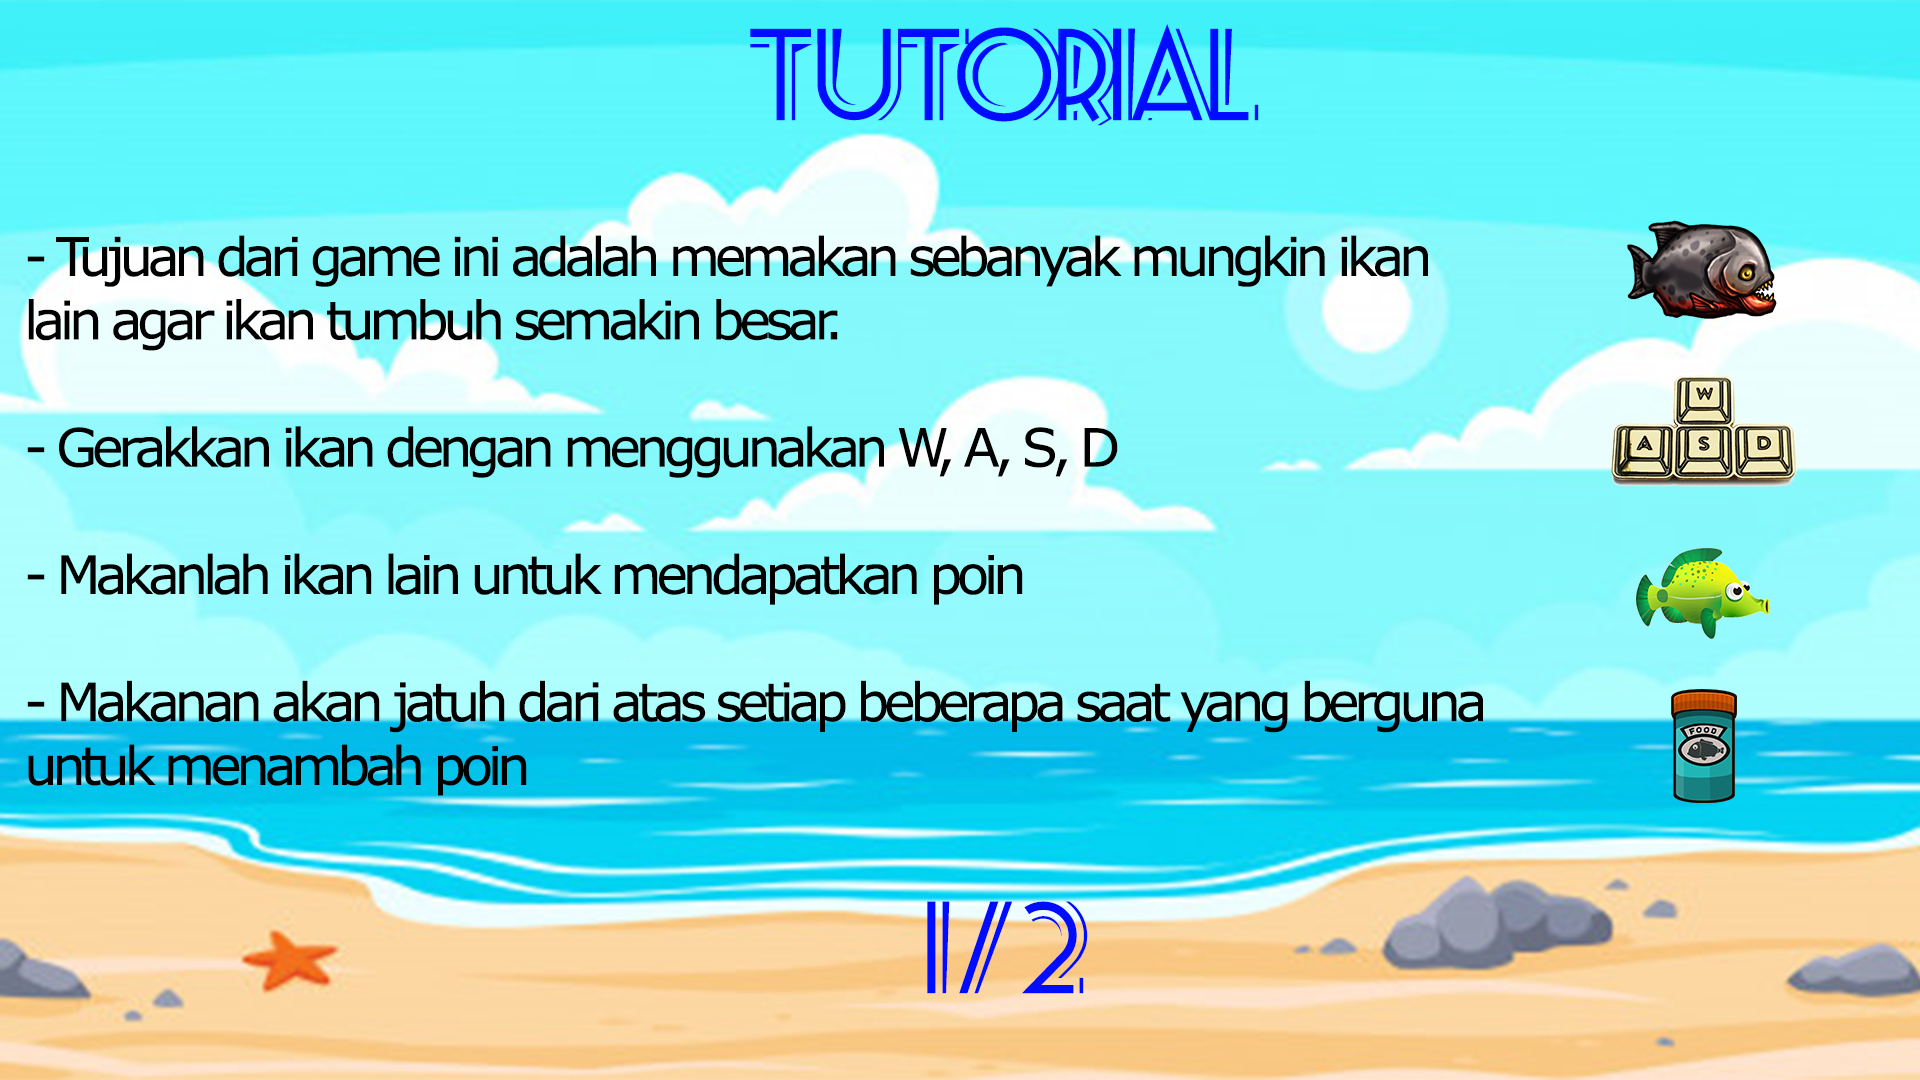 TUTORIAL
- Tujuan dari game ini adalah memakan sebanyak mungkin ikan
lain agar ikan tumbuh semakin besar.
W
- Gerakkan ikan dengan menggunakan W, A, S, D
A S D
- Makanlah ikan lain untuk mendapatkan poin
- Makanan akan jatuh dari atas setiap beberapa saat yang berguna
untuk menambah poin
FOOD
1/2